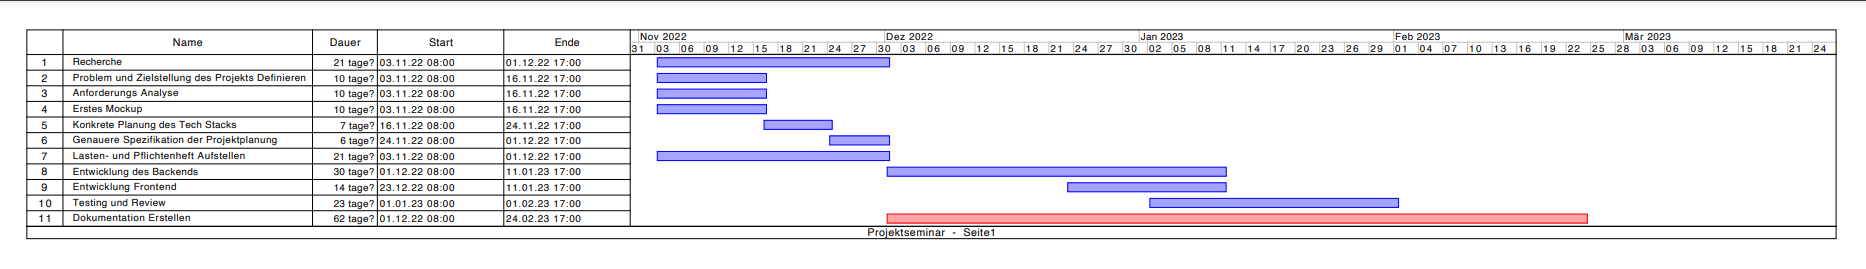 Name Dauer Start Ende Nov 2022 Dez 2022 Jan 2023 Feb 2023 Mär 2023
31 03 06 09 12 15 18 21 24 27 30 03 06 09 12 15 18 21 24 27 30 02 05 08 11 14 17 20 23 26 29 01 04 07 10 13 16 19 22 25 28 03 06 09 12 15 18 21 24
1 Recherche 21 tage? 03.11.22 08:00 01.12.22 17:00
2 Problem und Zielstellung des Projekts Definieren 10 tage? 03.11.22 08:00 16.11.22 17:00
3 Anforderungs Analyse 10 tage? 03.11.22 08:00 16.11.22 17:00
4 Erstes Mockup 10 tage? 03.11.22 08:00 16.11.22 17:00
5 Konkrete Planung des Tech Stacks 7 tage? 16.11.22 08:00 24.11.22 17:00
6 Genauere Spezifikation der Projektplanung 6 tage? 24.11.22 08:00 01.12.22 17:00
7 Lasten- und Pflichtenheft Aufstellen 21 tage? 03.11.22 08:00 01.12.22 17:00
8 Entwicklung des Backends 30 tage? 01.12.22 08:00 11.01.23 17:00
9 Entwicklung Frontend 14 tage? 23.12.22 08:00 11.01.23 17:00
10 Testing und Review 23 tage? 01.01.23 08:00 01.02.23 17:00
11 Dokumentation Erstellen 62 tage? 01.12.22 08:00 24.02.23 17:00
Projektseminar - Seite1